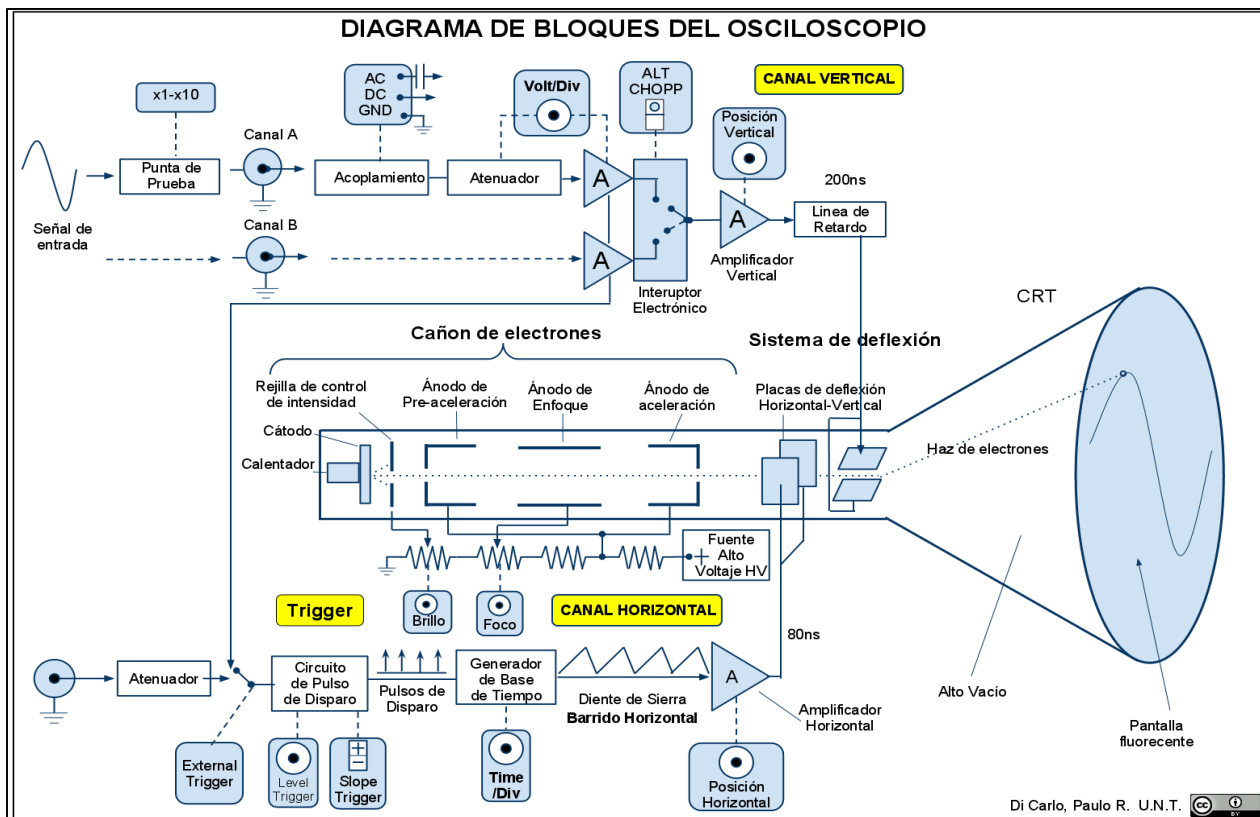 DIAGRAMA DE BLOQUES DEL OSCILOSCOPIO
x1-x10
AC
DC
GND
Volt/Div
ALT
CHOPP
CANAL VERTICAL
Posición
Vertical
Canal A
Punta de
Prueba
Acoplamiento
Atenuador
A
200ns
Linea de
Retardo
A
Amplificador
Vertical
Señal de
entrada
Canal B
A
Interuptor
Electrónico
CRT
Cañon de electrones
Sistema de deflexión
Rejilla de control
de intensidad
Ánodo de
Pre-aceleración
Ánodo de
Enfoque
Ánodo de
aceleración
Placas de deflexión
Horizontal-Vertical
Cátodo
Calentador
Haz de electrones
Fuente
Alto
Voltaje HV
Trigger
Brillo
Foco
CANAL HORIZONTAL
80ns
Atenuador
Circuito
de Pulso
de Disparo
Pulsos de
Disparo
Generador
de Base
de Tiempo
Diente de Sierra
Barrido Horizontal
A
Amplificador
Horizontal
Alto Vacío
Pantalla
fluorecente
External
Trigger
Level
Trigger
Slope
Trigger
Time
/Div
Posición
Horizontal
Di Carlo, Paulo R. U.N.T.
cc
BY